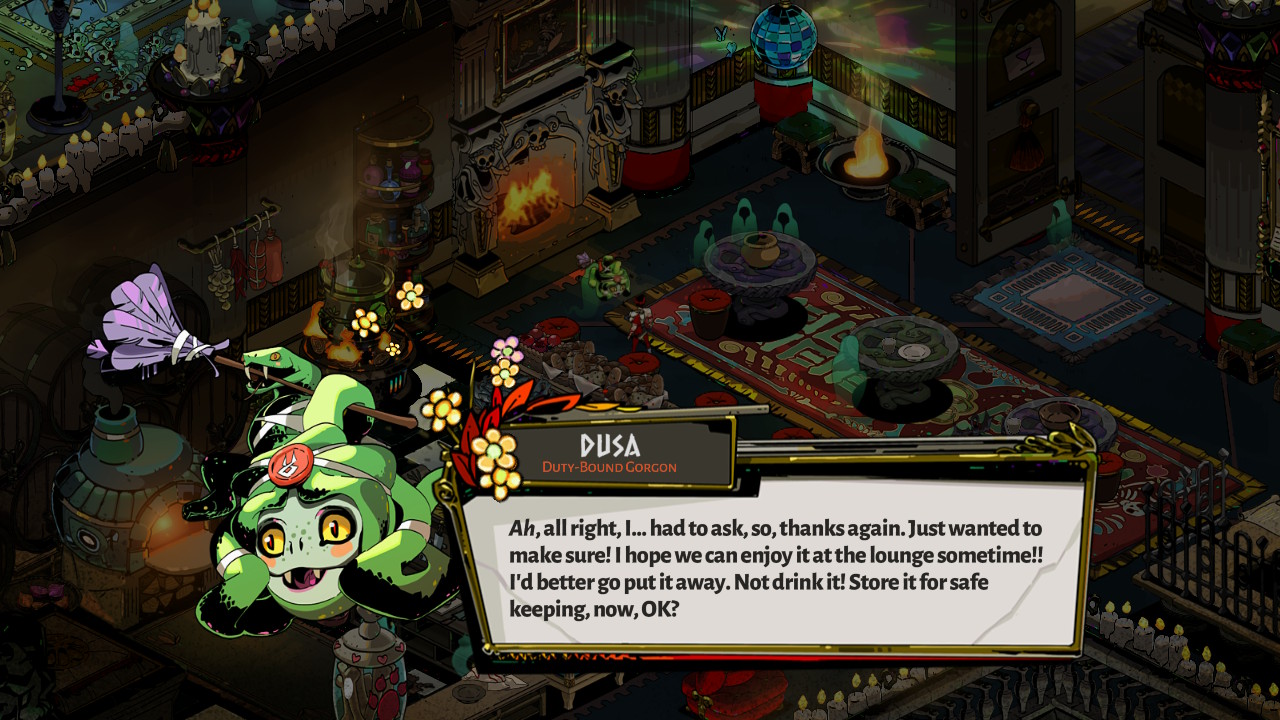 DUSA
Duty-Bound Gorgon
Ah, all right, I... had to ask, so, thanks again. Just wanted to
make sure! I hope we can enjoy it at the lounge sometime!!
I'd better go put it away. Not drink it! Store it for safe
keeping, now, OK?